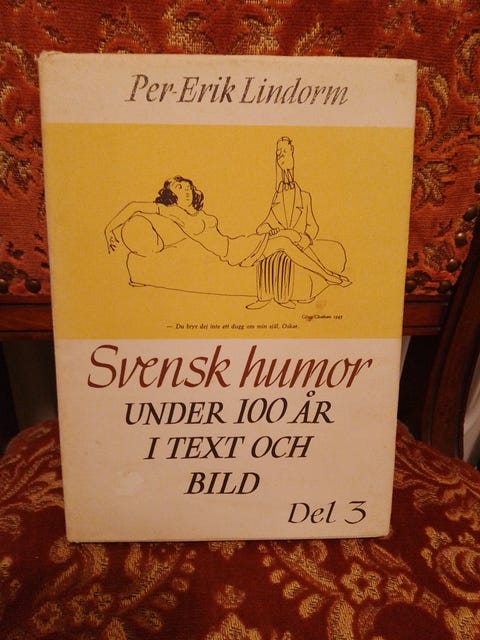 Per-Erik Lindorm
1943
— Du bryr dej inte ett dugg om min själ, Oskar.
Svensk humor
UNDER 100 ÅR
I TEXT OCH
BILD
Del 3